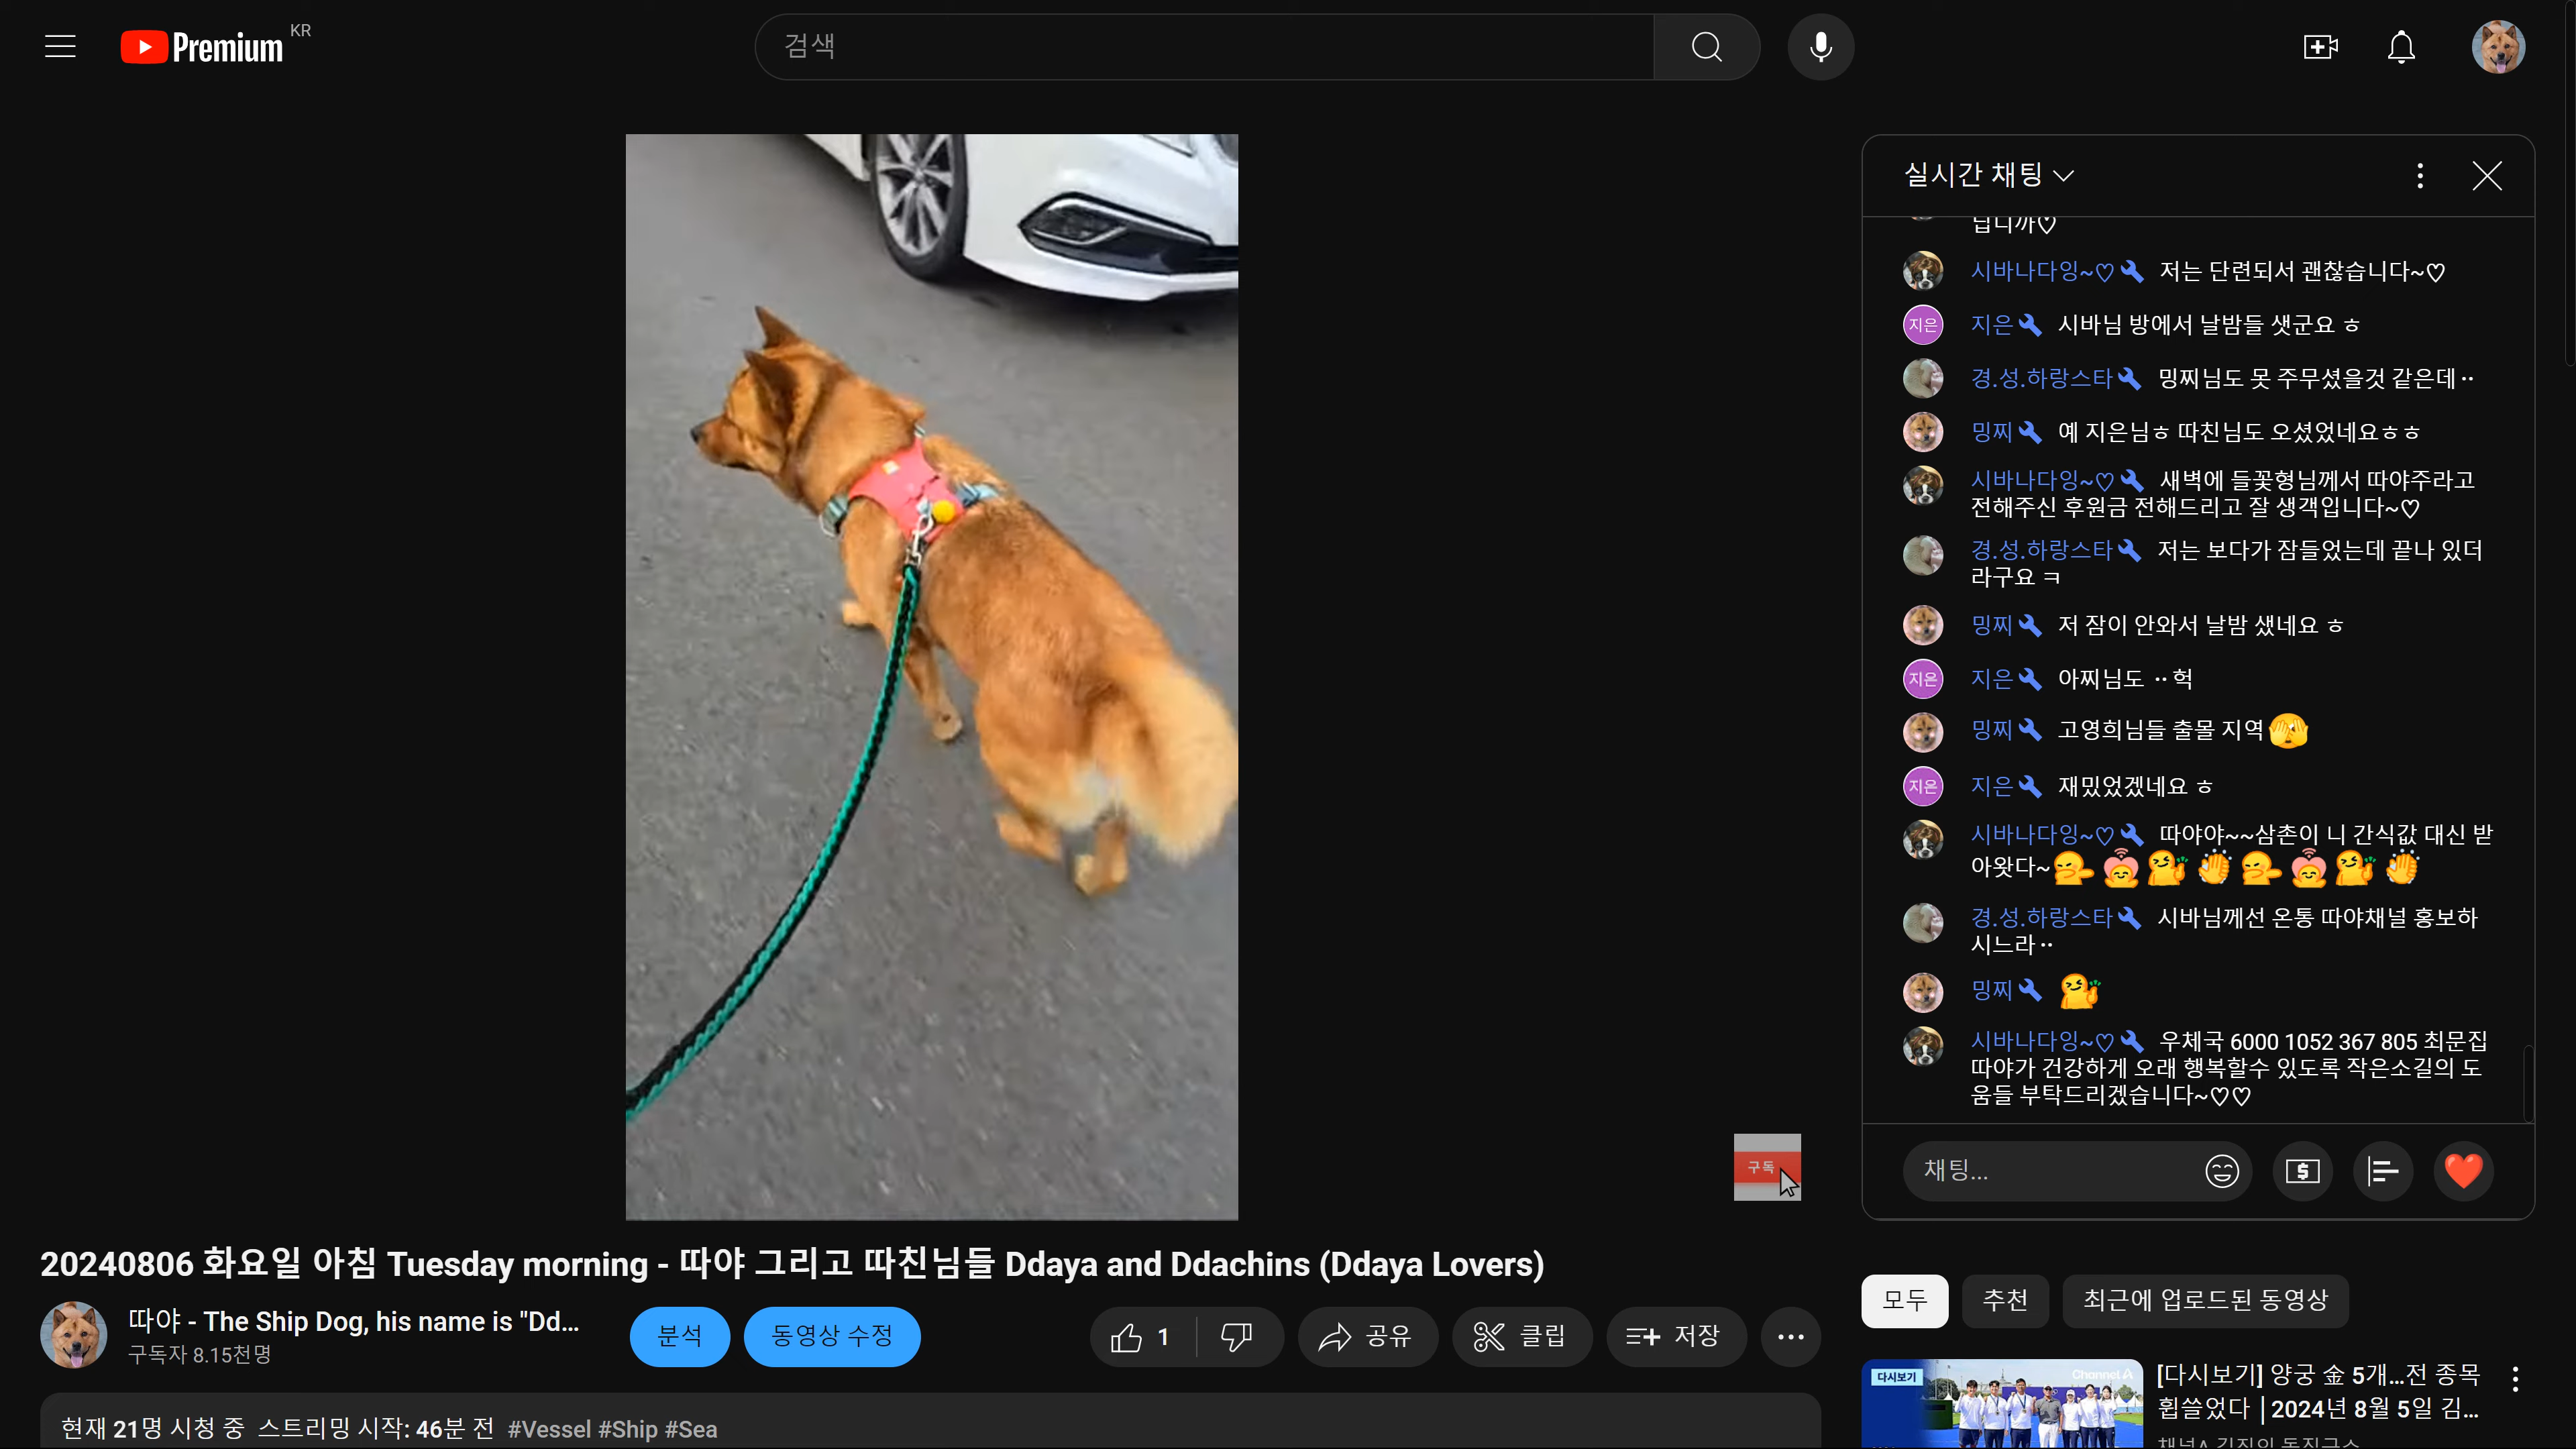 Premium KR
검색
실시간 채팅
십니까♡
시바나다잉~♡ 저는 단련되서 괜찮습니다~♡
지은 지은 시바님 방에서 날밤들 샛군요 ㅎ
경.성.하랑스타 밍찌님도 못 주무셨을것 같은데··
밍찌 예 지은님ㅎ 따친님도 오셨었네요ㅎㅎ
시바나다잉~♡ 새벽에 들꽃형님께서 따야주라고
전해주신 후원금 전해드리고 잘 생객입니다~♡
경.성.하랑스타 저는 보다가 잠들었는데 끝나 있더
라구요 ㅋ
밍찌 저 잠이 안와서 날밤 샜네요 ㅎ
지은 지은 아찌님도 ··헉
밍찌 고영희님들 출몰 지역🫣
지은 지은 재밌었겠네요 ㅎ
시바나다잉~♡ 따야야~~삼촌이 니 간식값 대신 받
아왓다~
경.성.하랑스타 시바님께선 온통 따야채널 홍보하
시느라··
밍찌
시바나다잉~♡ 우체국 6000 1052 367 805 최문집
따야가 건강하게 오래 행복할수 있도록 작은소길의 도
움들 부탁드리겠습니다~♡♡
구독
채팅...
20240806 화요일 아침 Tuesday morning - 따야 그리고 따친님들 Ddaya and Ddachins (Ddaya Lovers)
따야 - The Ship Dog, his name is "Dd...
구독자 8.15천명
분석
동영상 수정
1
공유
클립
저장
현재 21명 시청 중 스트리밍 시작: 46분 전 #Vessel #Ship #Sea
모두
추천
최근에 업로드된 동영상
다시보기
Channel A
[다시보기] 양궁 金 5개...전 종목
휩쓸었다 | 2024년 8월 5일 김...